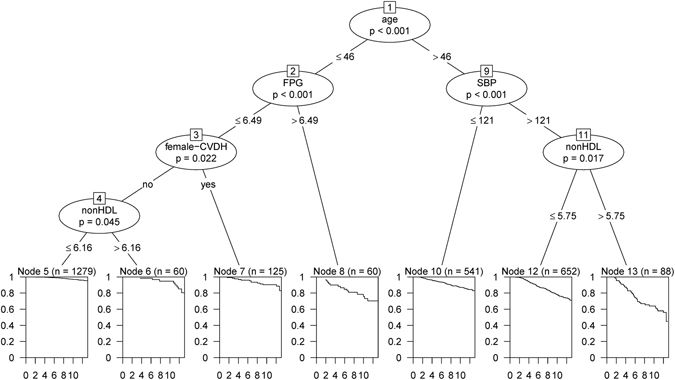 1
age
p < 0.001
≤ 46
> 46
2
FPG
p < 0.001
9
SBP
p < 0.001
≤ 6.49
> 6.49
≤ 121
> 121
3
female−CVDH
p = 0.022
11
nonHDL
p = 0.017
no
yes
4
nonHDL
p = 0.045
≤ 5.75
> 5.75
≤ 6.16
> 6.16
Node 5 (n = 1279)
Node 6 (n = 60)
Node 7 (n = 125)
Node 8 (n = 60)
Node 10 (n = 541)
Node 12 (n = 652)
Node 13 (n = 88)
1 1 1 1 1 1 1
0.8 0.8 0.8 0.8 0.8 0.8 0.8
0.6 0.6 0.6 0.6 0.6 0.6 0.6
0.4 0.4 0.4 0.4 0.4 0.4 0.4
0.2 0.2 0.2 0.2 0.2 0.2 0.2
0 0 0 0 0 0 0
0 2 4 6 8 10 0 2 4 6 8 10 0 2 4 6 8 10 0 2 4 6 8 10 0 2 4 6 8 10 0 2 4 6 8 10 0 2 4 6 8 10